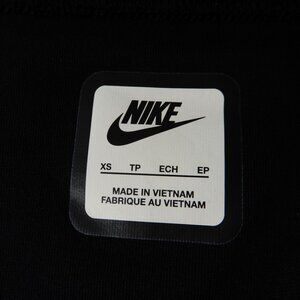 NIKE
XS TP ECH EP
MADE IN VIETNAM
FABRIQUE AU VIETNAM